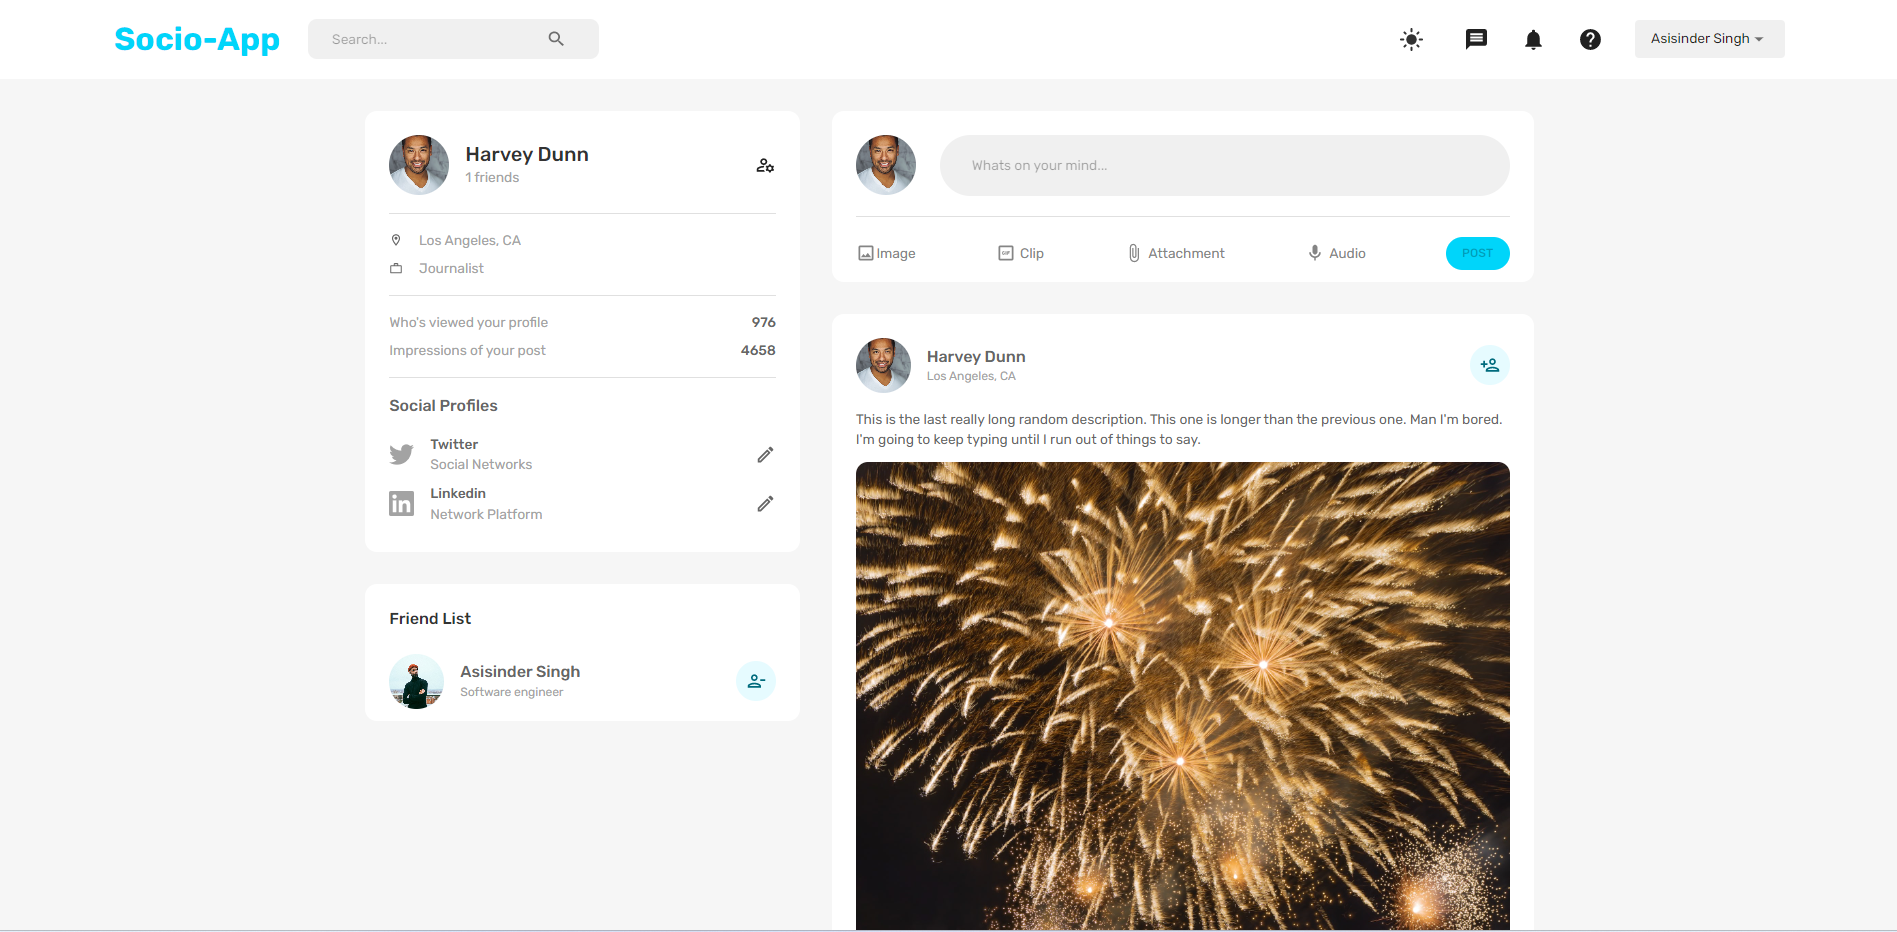 Socio-App
Search...
Asisinder Singh
Harvey Dunn
1 friends
Los Angeles, CA
Journalist
Who's viewed your profile
976
Impressions of your post
4658
Social Profiles
Twitter
Social Networks
Linkedin
Network Platform
Friend List
Asisinder Singh
Software engineer
Whats on your mind...
Image
GIF Clip
Attachment
Audio
POST
Harvey Dunn
Los Angeles, CA
This is the last really long random description. This one is longer than the previous one. Man I'm bored.
I'm going to keep typing until I run out of things to say.